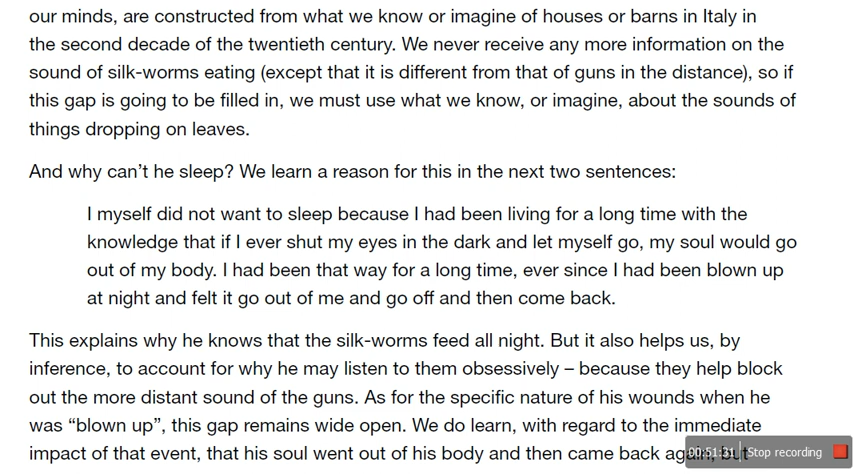 our minds, are constructed from what we know or imagine of houses or barns in Italy in
the second decade of the twentieth century. We never receive any more information on the
sound of silk-worms eating (except that it is different from that of guns in the distance), so if
this gap is going to be filled in, we must use what we know, or imagine, about the sounds of
things dropping on leaves.
And why can’t he sleep? We learn a reason for this in the next two sentences:
I myself did not want to sleep because I had been living for a long time with the
knowledge that if I ever shut my eyes in the dark and let myself go, my soul would go
out of my body. I had been that way for a long time, ever since I had been blown up
at night and felt it go out of me and go off and then come back.
This explains why he knows that the silk-worms feed all night. But it also helps us, by
inference, to account for why he may listen to them obsessively – because they help block
out the more distant sound of the guns. As for the specific nature of his wounds when he
was “blown up”, this gap remains wide open. We do learn, with regard to the immediate
impact of that event, that his soul went out of his body and then came back again, but
00:51:31 Stop recording